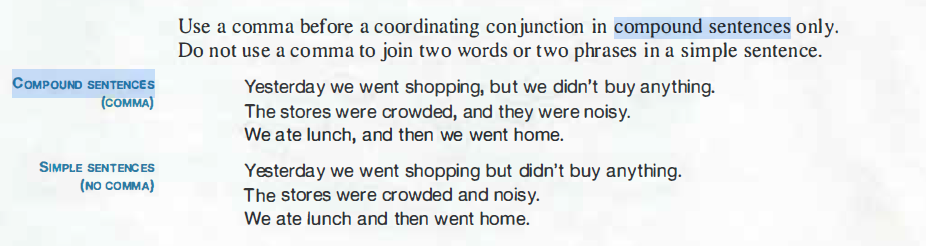 Use a comma before a coordinating conjunction in compound sentences only.
Do not use a comma to join two words or two phrases in a simple sentence.
COMPOUND SENTENCES
(COMMA)
Yesterday we went shopping, but we didn't buy anything.
The stores were crowded, and they were noisy.
We ate lunch, and then we went home.
SIMPLE SENTENCES
(NO COMMA)
Yesterday we went shopping but didn't buy anything.
The stores were crowded and noisy.
We ate lunch and then went home.